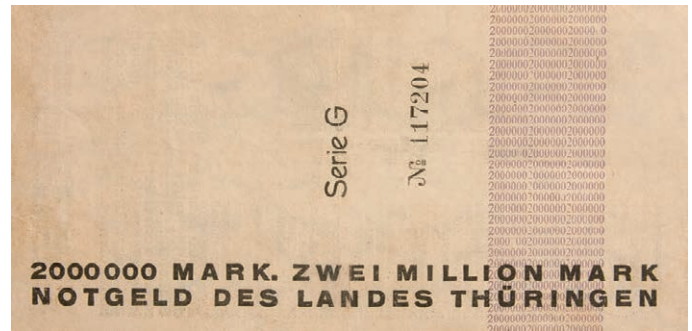 Serie G
№ 117204
2000000 MARK. ZWEI MILLION MARK
NOTGELD DES LANDES THÜRINGEN